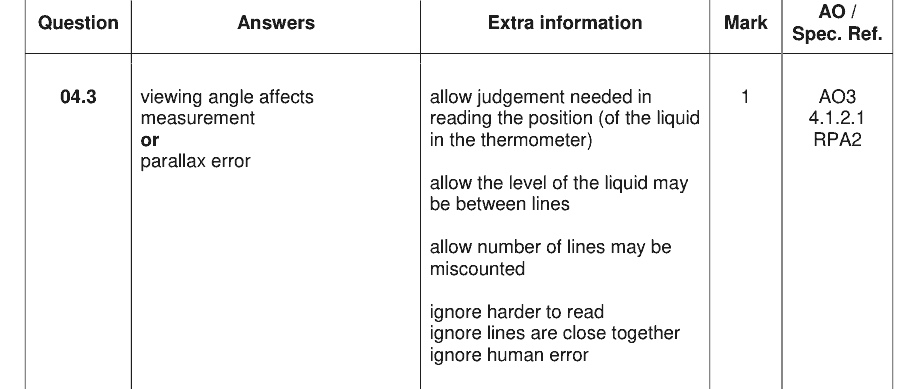 Question Answers Extra information Mark AO /
Spec. Ref.
04.3 viewing angle affects allow judgement needed in 1 AO3
measurement reading the position (of the liquid 4.1.2.1
or in the thermometer) RPA2
parallax error
allow the level of the liquid may
be between lines
allow number of lines may be
miscounted
ignore harder to read
ignore lines are close together
ignore human error